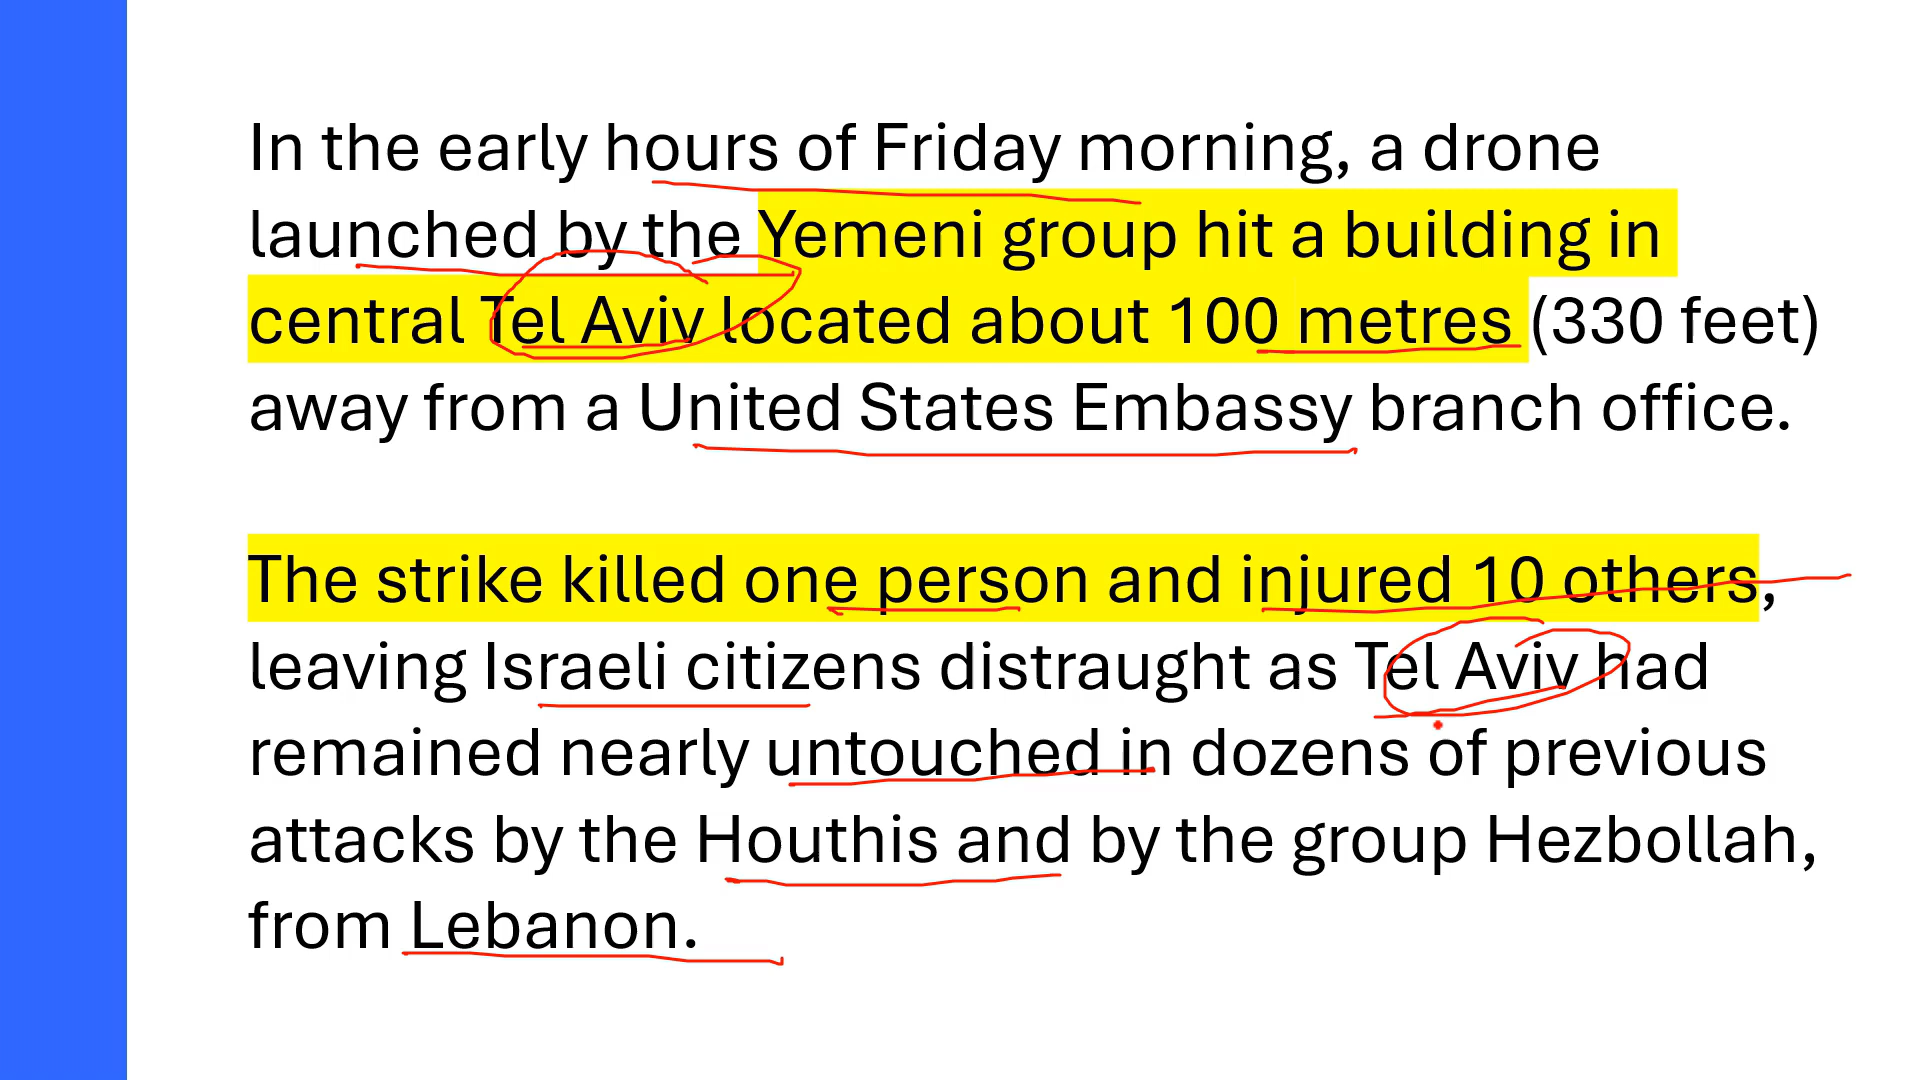 In the early hours of Friday morning, a drone
launched by the Yemeni group hit a building in
central Tel Aviv located about 100 metres (330 feet)
away from a United States Embassy branch office.
The strike killed one person and injured 10 others,
leaving Israeli citizens distraught as Tel Aviv had
remained nearly untouched in dozens of previous
attacks by the Houthis and by the group Hezbollah,
from Lebanon.